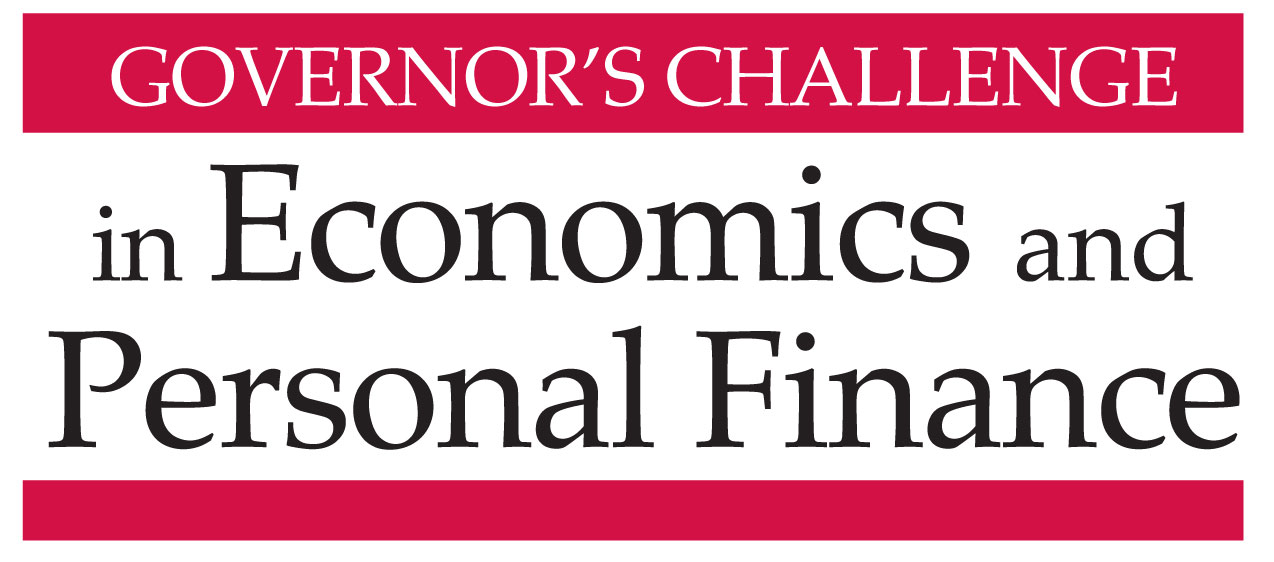 GOVERNOR’S CHALLENGE
in Economics and
Personal Finance